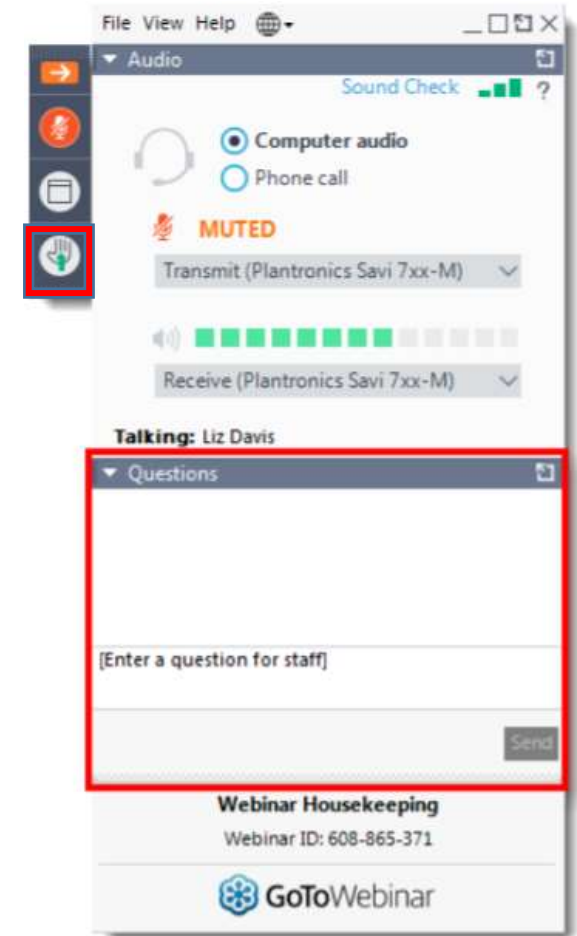 File View Help
Audio
Sound Check ?
Computer audio
Phone call
MUTED
Transmit (Plantronics Savi 7xx-M)
Receive (Plantronics Savi 7xx-M)
Talking: Liz Davis
Questions
[Enter a question for staff]
Send
Webinar Housekeeping
Webinar ID: 608-865-371
GoToWebinar